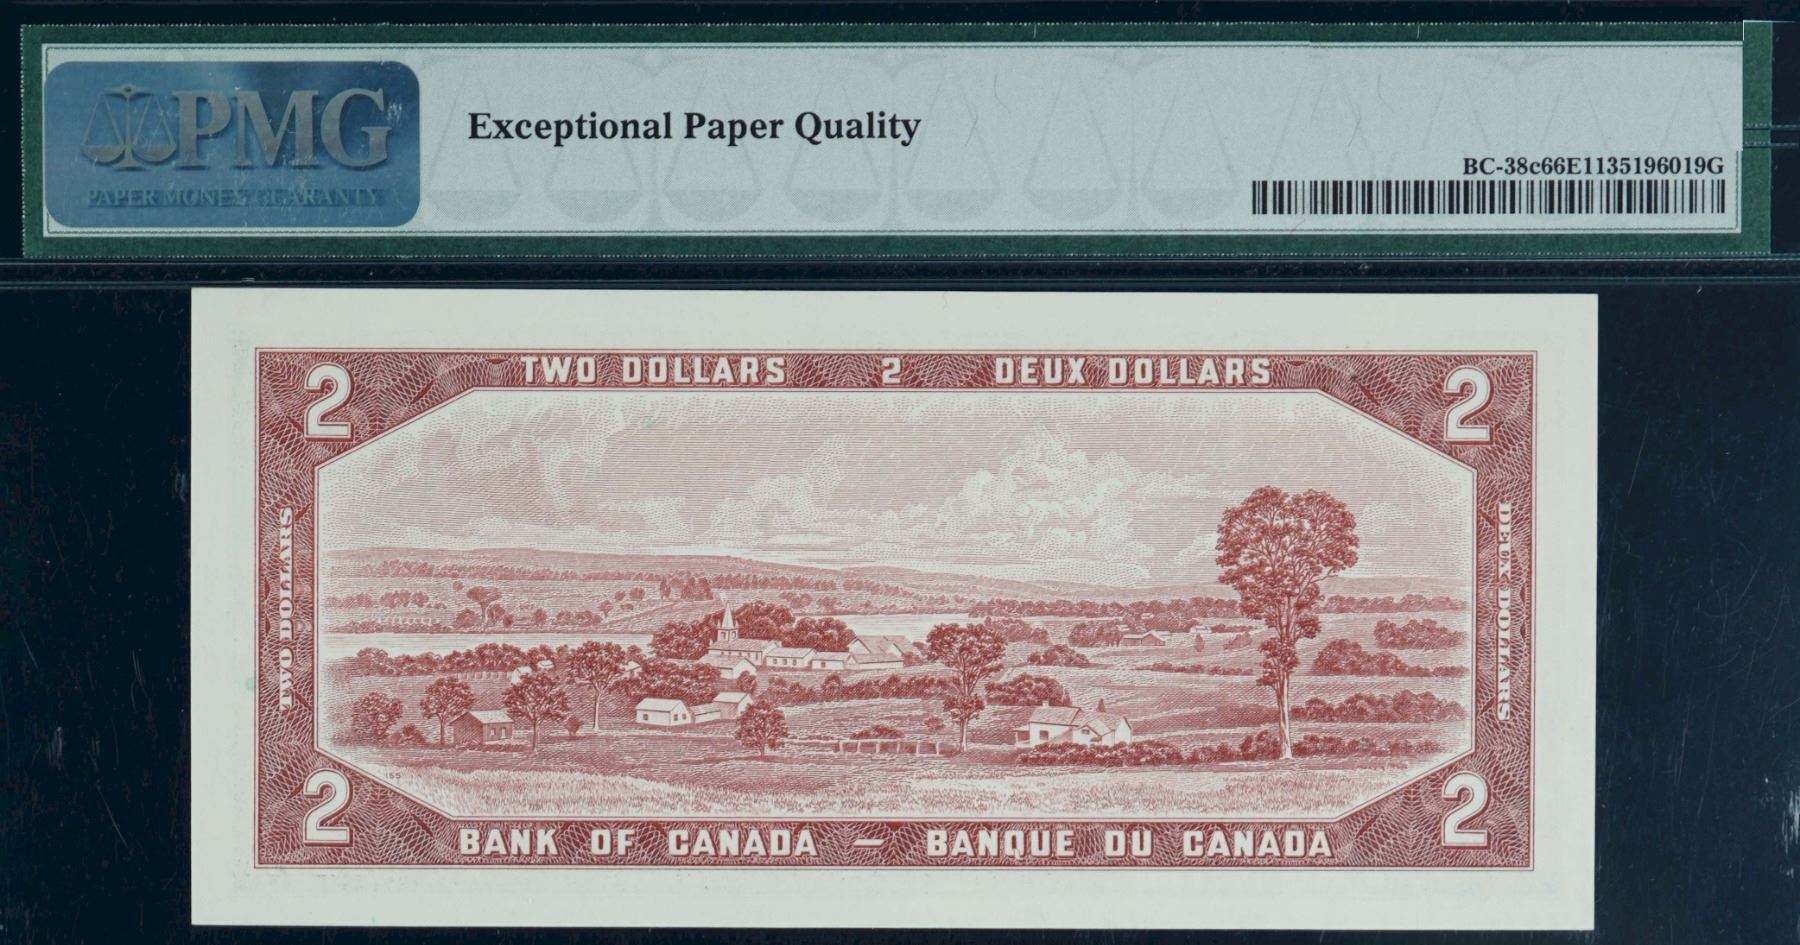 PMG
PAPER MONEY GUARANTY
Exceptional Paper Quality
BC-38c66E1135196019G
2 TWO DOLLARS 2 DEUX DOLLARS 2
TWO DOLLARS
DEUX DOLLARS
155
2 BANK OF CANADA — BANQUE DU CANADA 2